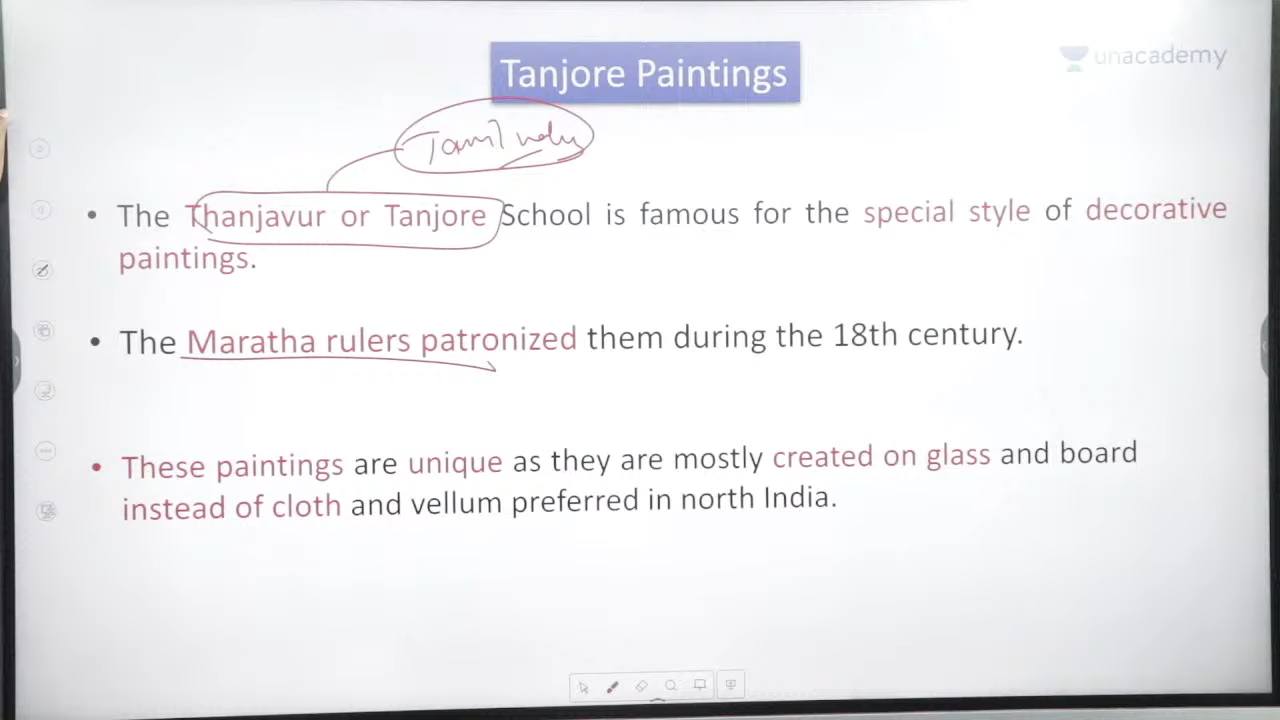 Tanjore Paintings
unacademy
Tamil nadu
• The Thanjavur or Tanjore School is famous for the special style of decorative
paintings.
• The Maratha rulers patronized them during the 18th century.
• These paintings are unique as they are mostly created on glass and board
instead of cloth and vellum preferred in north India.